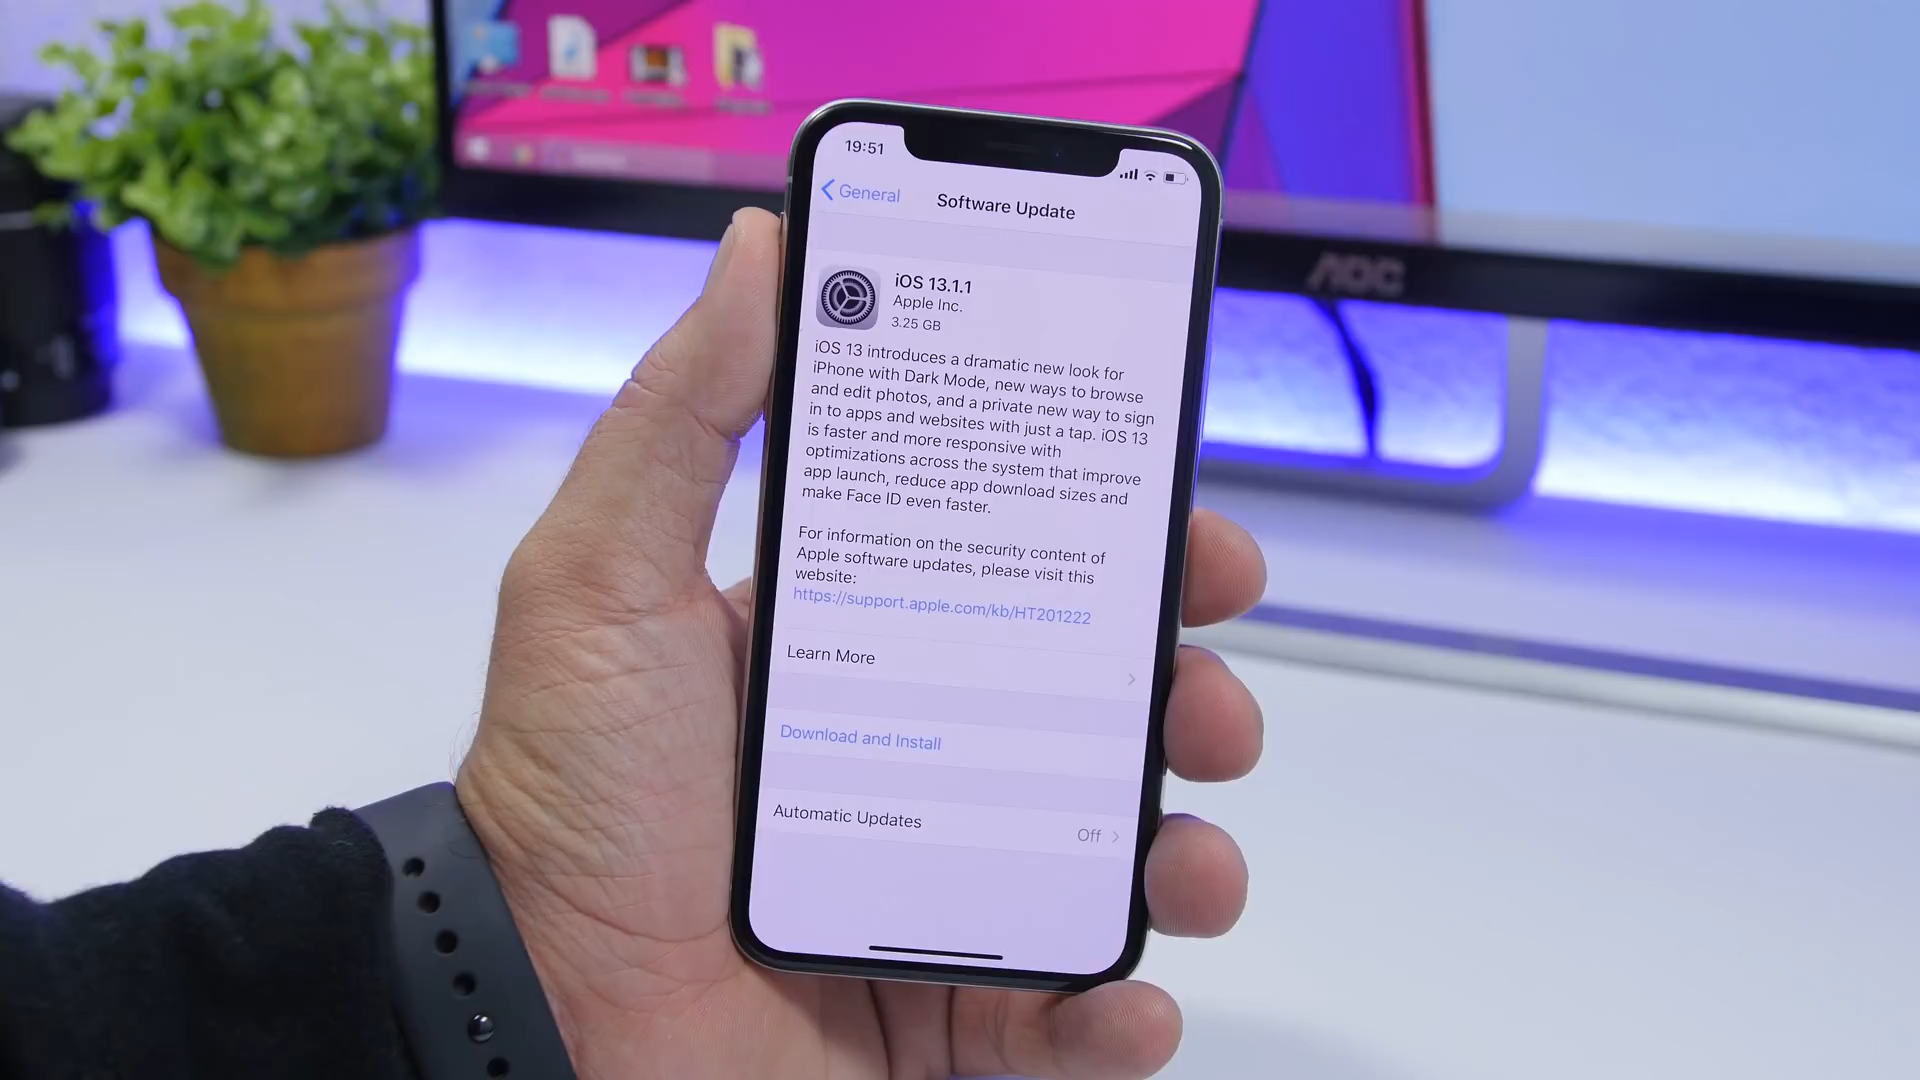 19:51
General
Software Update
iOS 13.1.1
Apple Inc.
3.25 GB
iOS 13 introduces a dramatic new look for
iPhone with Dark Mode, new ways to browse
and edit photos, and a private new way to sign
in to apps and websites with just a tap. iOS 13
is faster and more responsive with
optimizations across the system that improve
app launch, reduce app download sizes and
make Face ID even faster.
For information on the security content of
Apple software updates, please visit this
website:
https://support.apple.com/kb/HT201222
Learn More
Download and Install
Automatic Updates Off
AOC